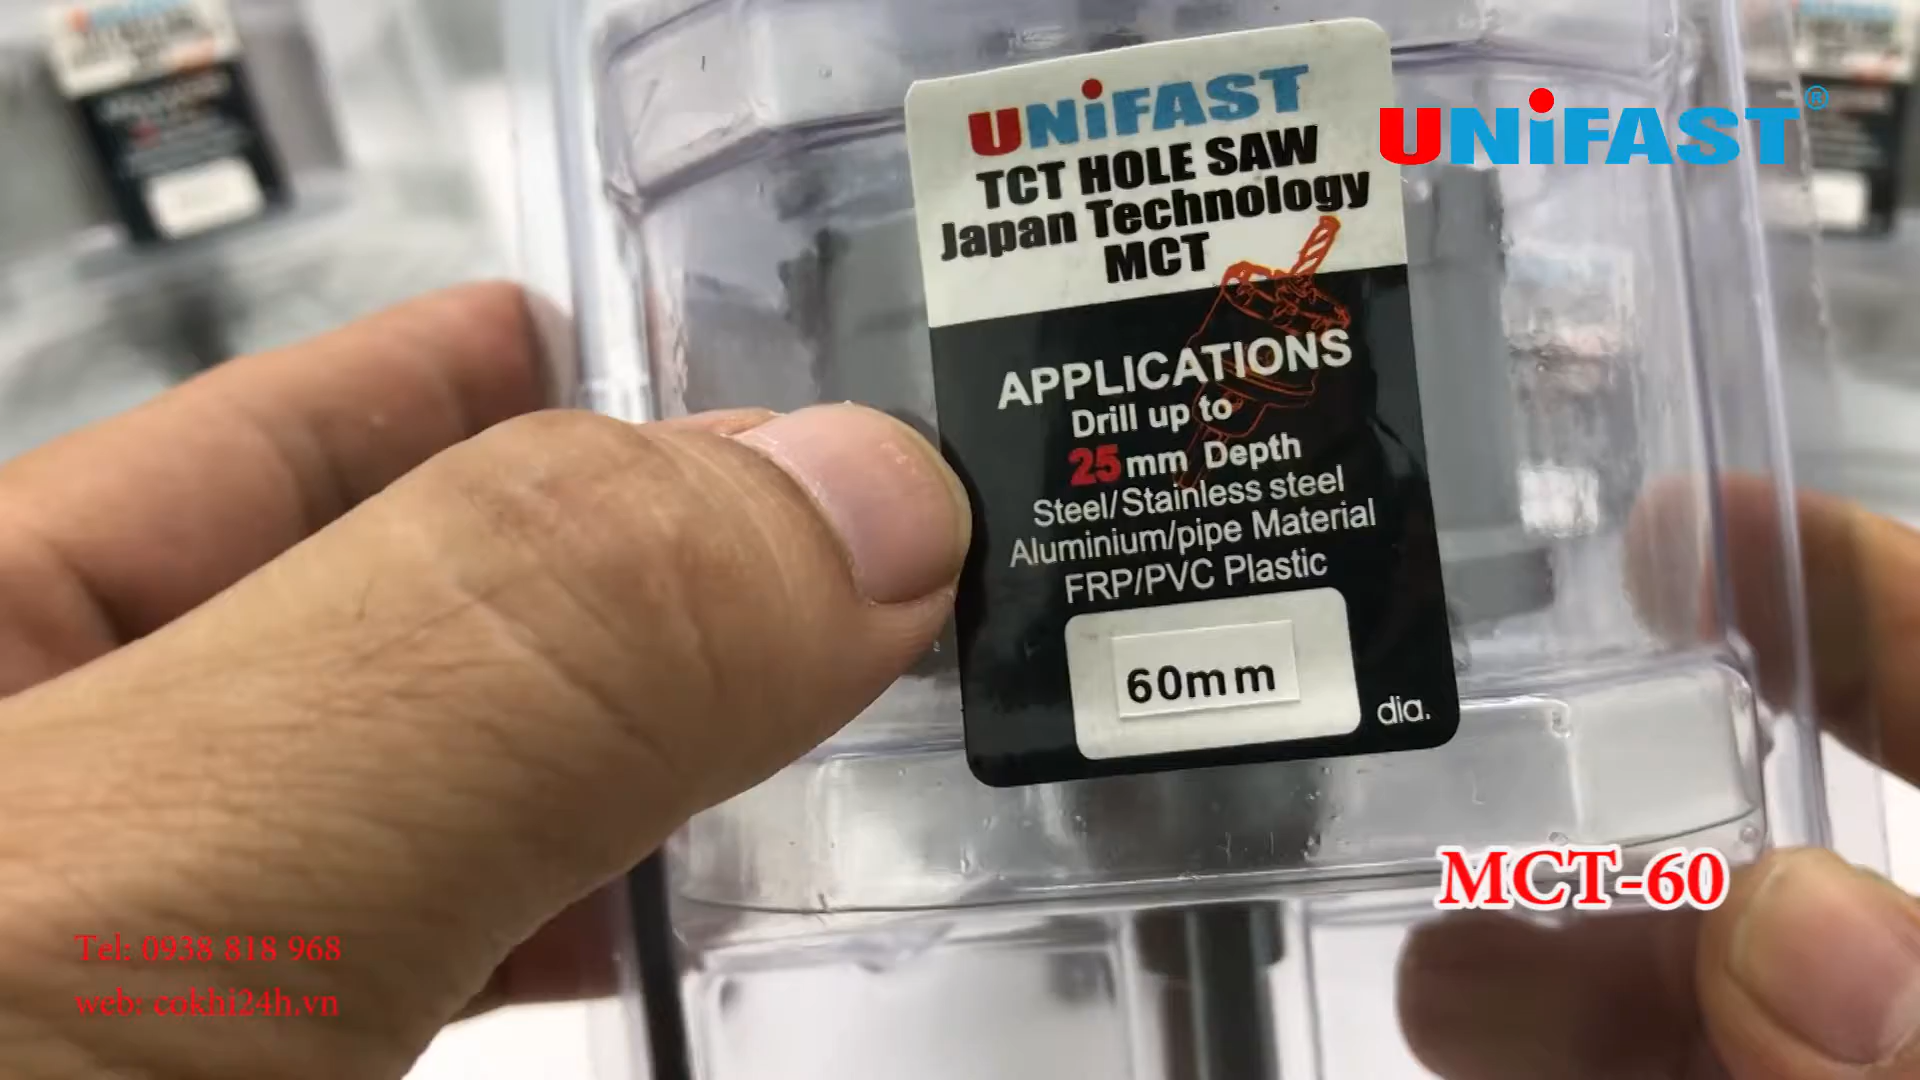 UNiFAST
TCT HOLE SAW
Japan Technology
MCT
APPLICATIONS
Drill up to
25mm Depth
Steel/Stainless steel
Aluminium/pipe Material
FRP/PVC Plastic
60mm
dia.
UNiFAST®
MCT-60
Tel: 0938 818 968
web: cokhi24h.vn